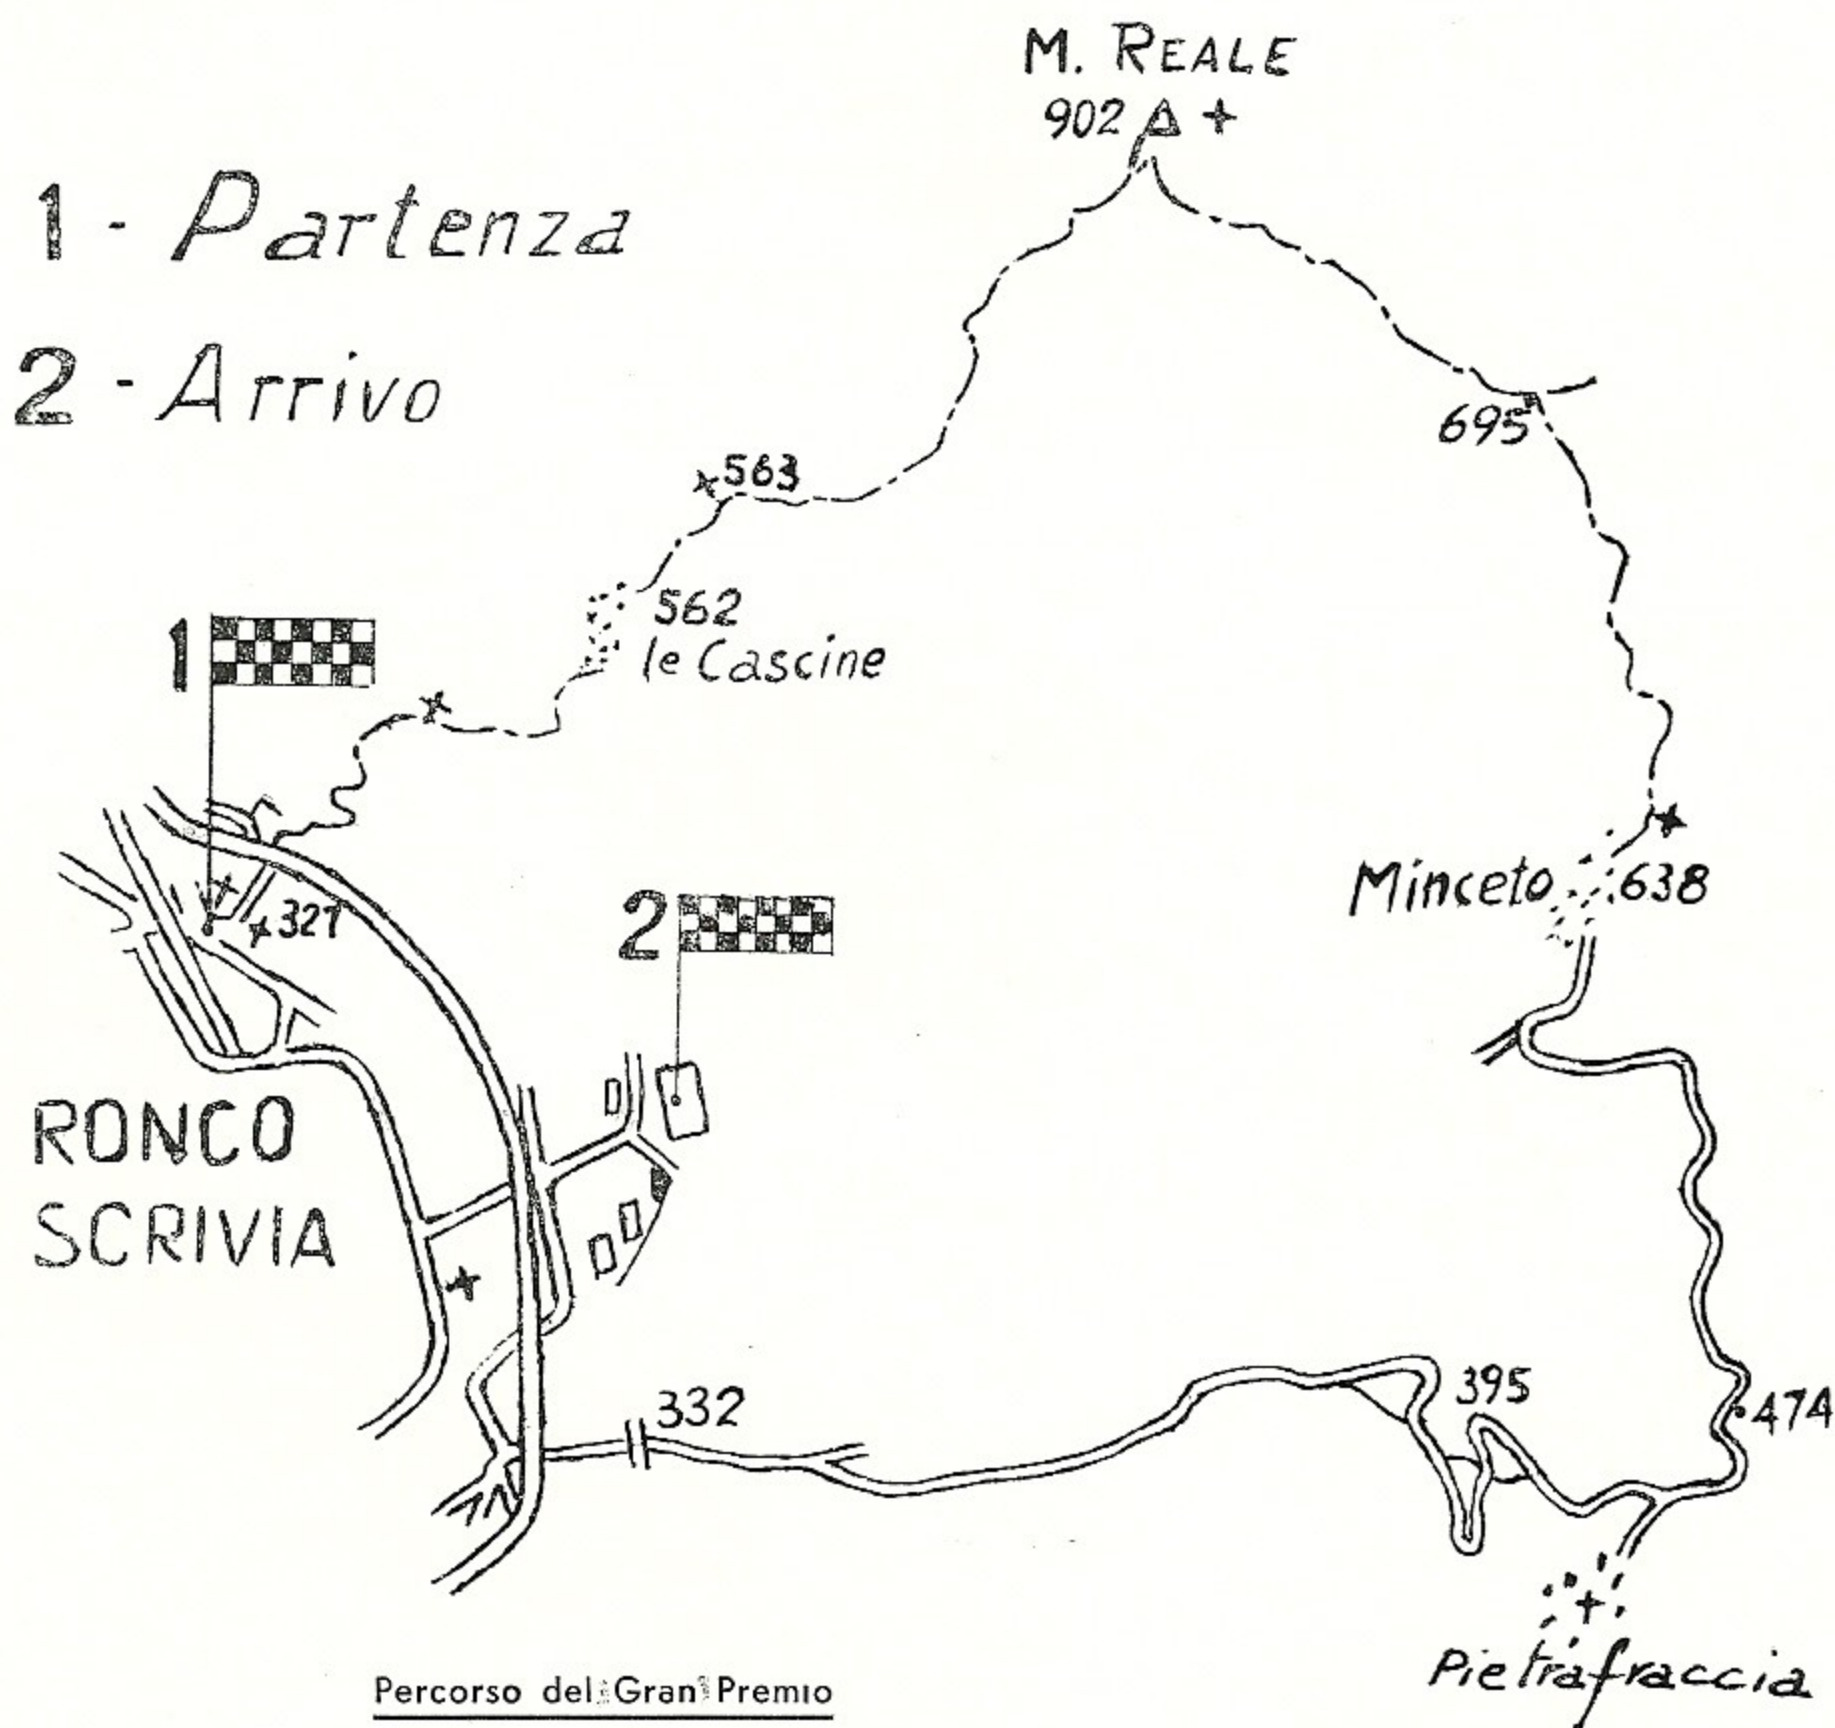 M. REALE
902
1 - Partenza
2 - Arrivo
695
563
562
le Cascine
1
321
2
Minceto
638
RONCO
SCRIVIA
332
395
474
Pietrafraccia
Percorso del Gran Premio